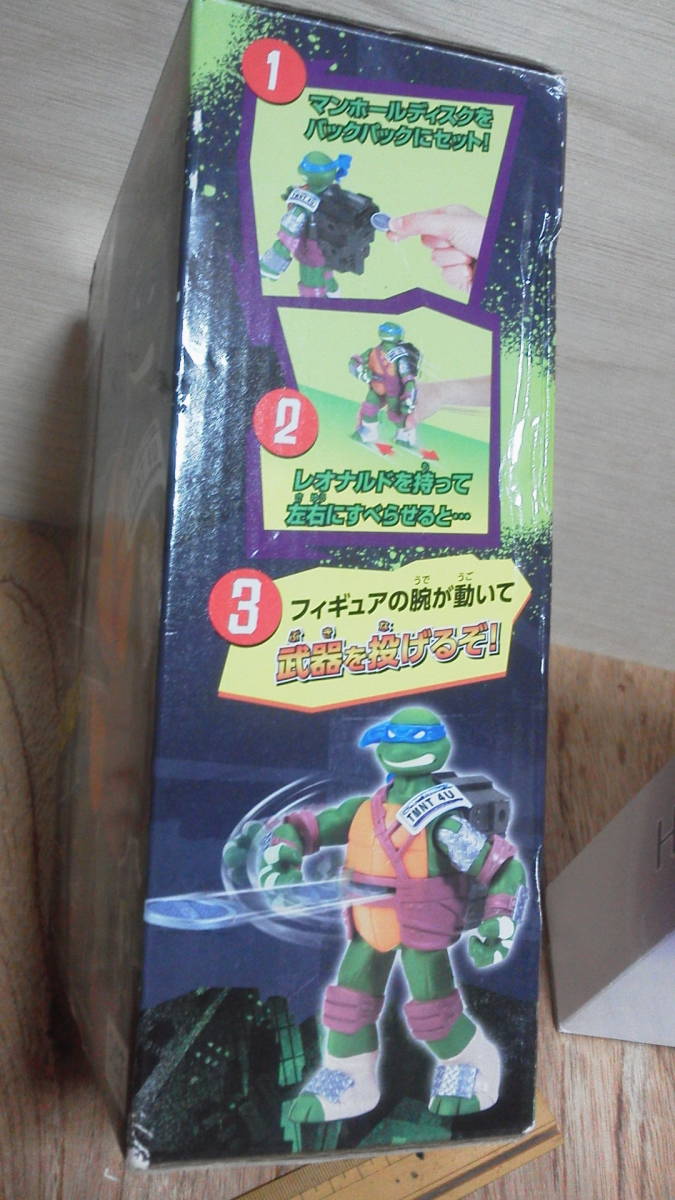 1
マンホールディスクを
バックパックにセット!
TMNT 4U
2
レオナルドを持って
左右にすべらせると…
3
フィギュアの腕が動いて
武器を投げるぞ!
TMNT 4U
H